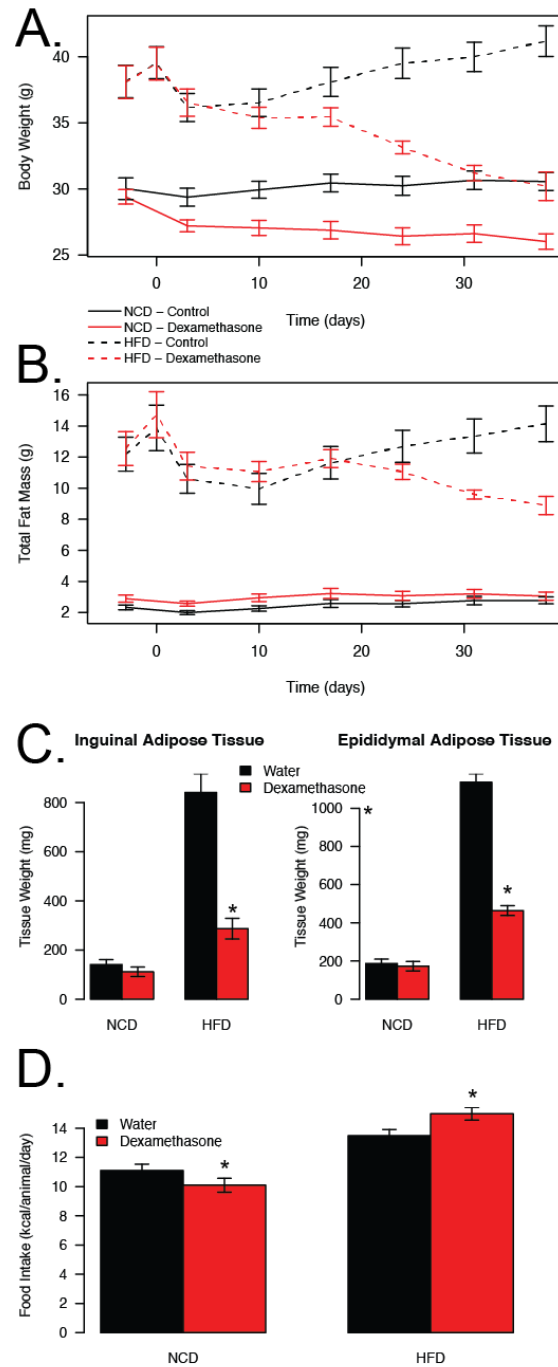 A.
40
35
30
25
Body Weight (g)
0 10 20 30
Time (days)
NCD – Control
NCD – Dexamethasone
HFD – Control
HFD – Dexamethasone
B.
16
14
12
10
8
6
4
2
Total Fat Mass (g)
0 10 20 30
Time (days)
C.
Inguinal Adipose Tissue
Epididymal Adipose Tissue
Water
Dexamethasone
800
600
400
200
0
Tissue Weight (mg)
*
NCD HFD
1000
800
600
400
200
0
Tissue Weight (mg)
*
*
NCD HFD
D.
Water
Dexamethasone
14
12
10
8
6
4
2
0
Food Intake (kcal/animal/day)
*
*
NCD HFD